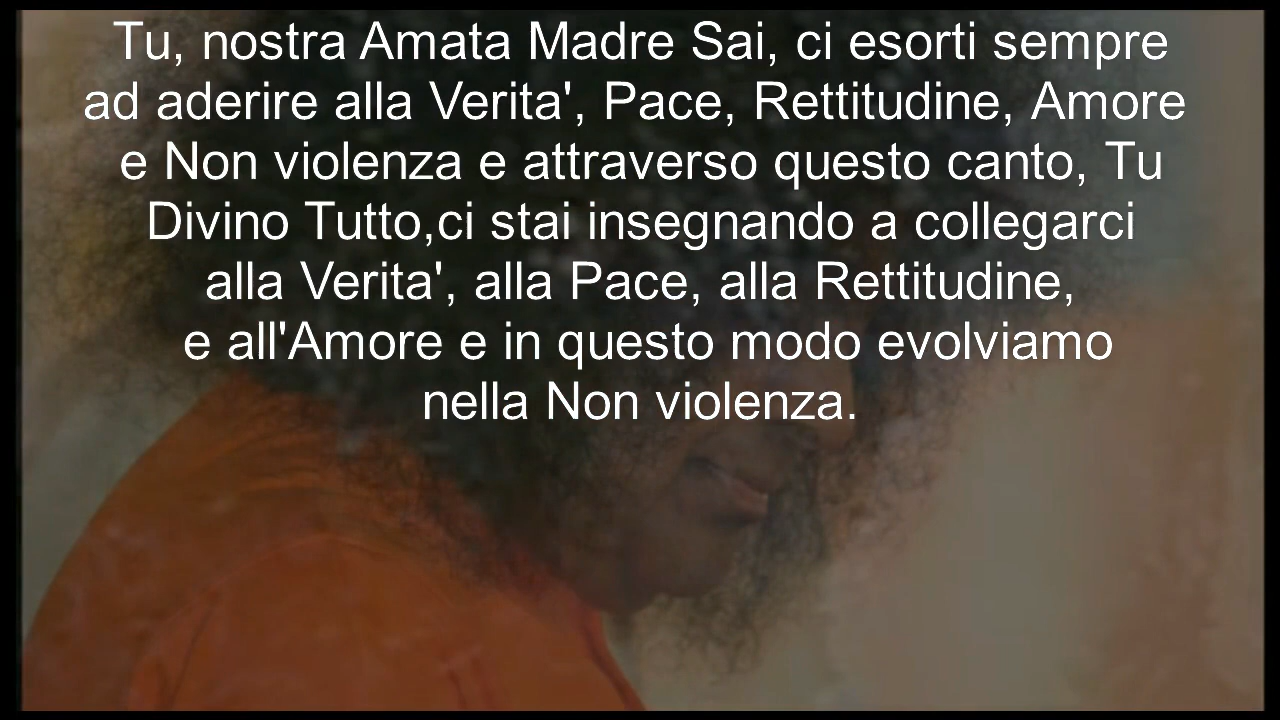 Tu, nostra Amata Madre Sai, ci esorti sempre
ad aderire alla Verita', Pace, Rettitudine, Amore
e Non violenza e attraverso questo canto, Tu
Divino Tutto,ci stai insegnando a collegarci
alla Verita', alla Pace, alla Rettitudine,
e all'Amore e in questo modo evolviamo
nella Non violenza.